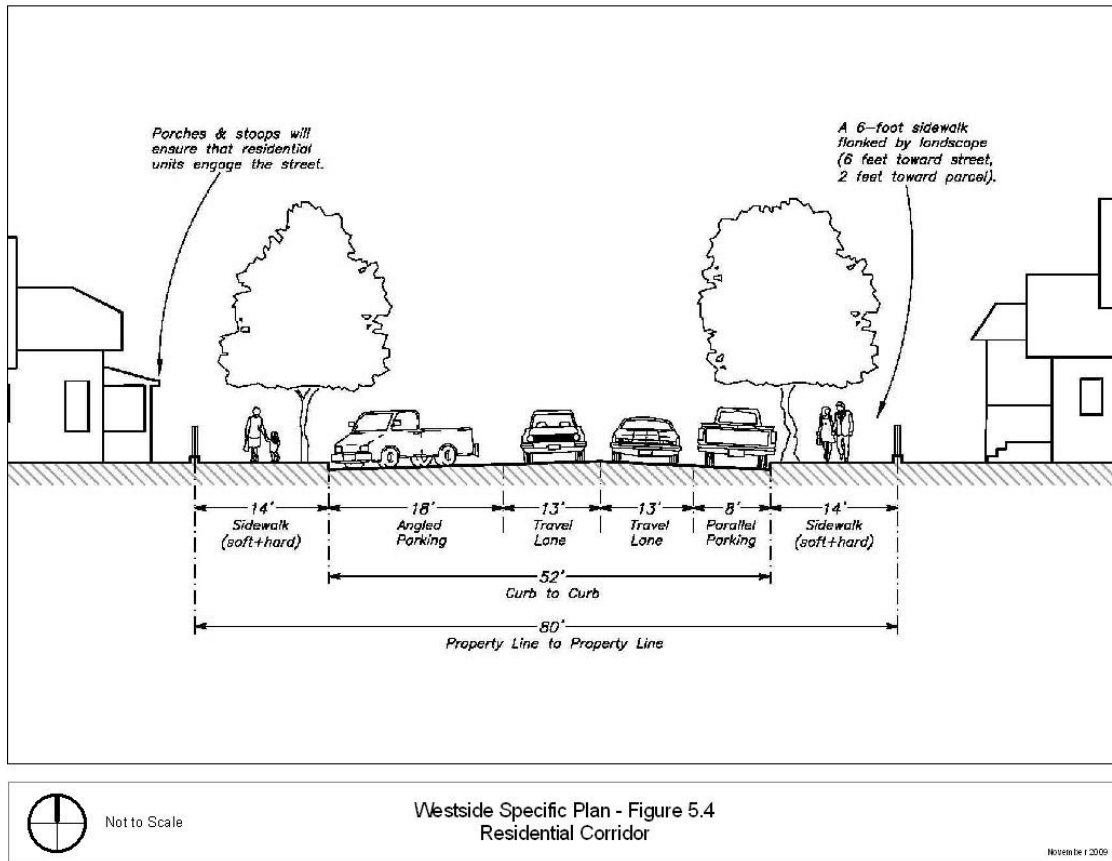 Porches & stoops will
ensure that residential
units engage the street.
A 6-foot sidewalk
flanked by landscape
(6 feet toward street,
2 feet toward parcel).
14'
Sidewalk
(soft+hard)
18'
Angled
Parking
13'
Travel
Lane
13'
Travel
Lane
8'
Parallel
Parking
14'
Sidewalk
(soft+hard)
52'
Curb to Curb
80'
Property Line to Property Line
Not to Scale
Westside Specific Plan - Figure 5.4
Residential Corridor
November 2009